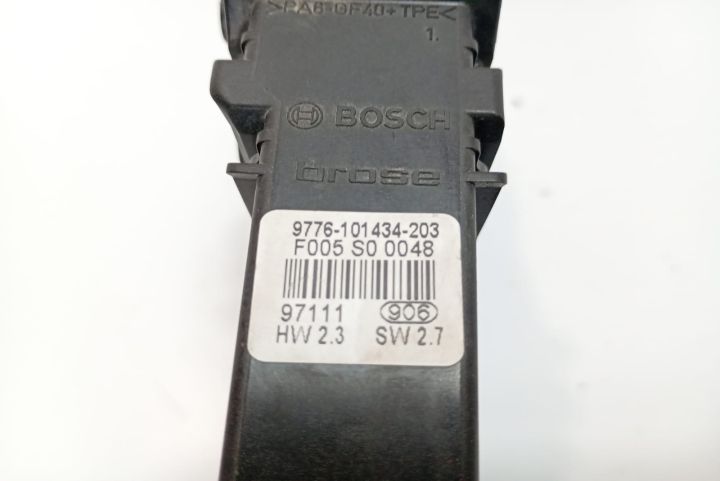 >PA6-GF40+TPE<
1.
BOSCH
brose
9776-101434-203
F005 S0 0048
97111 906
HW 2.3 SW 2.7